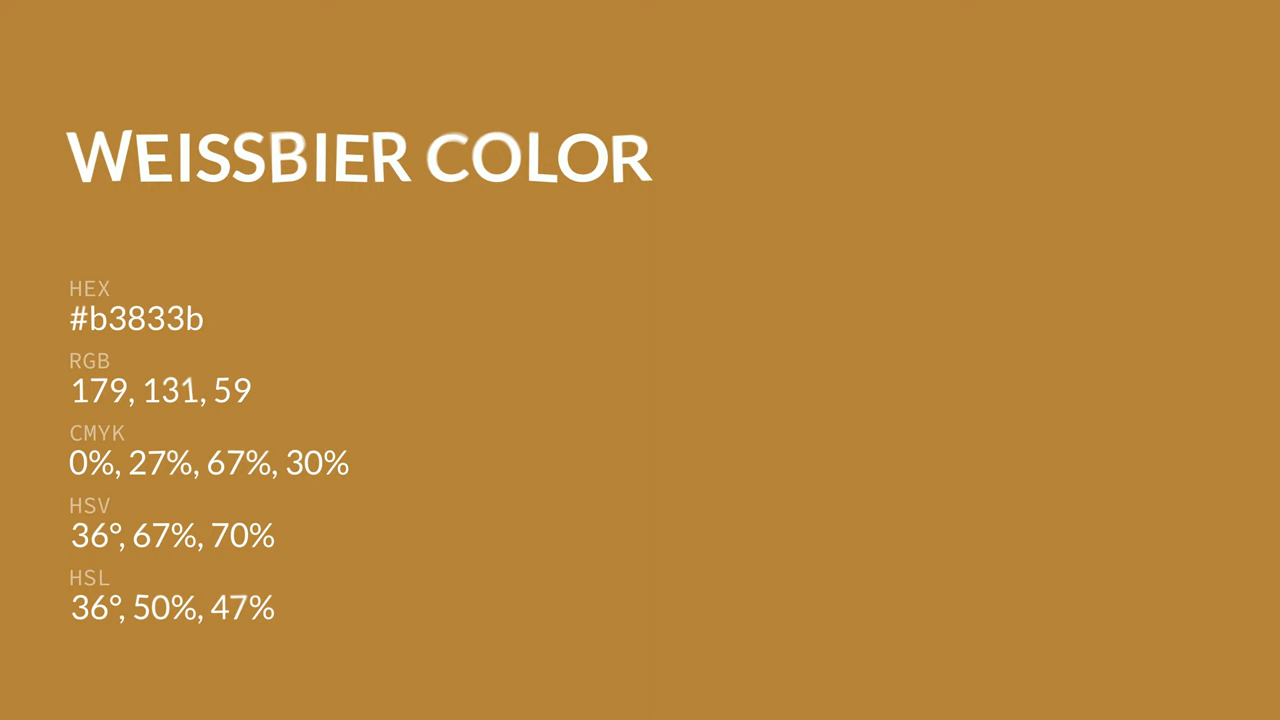 WEISSBIER COLOR
HEX
#b3833b
RGB
179, 131, 59
CMYK
0%, 27%, 67%, 30%
HSV
36°, 67%, 70%
HSL
36°, 50%, 47%